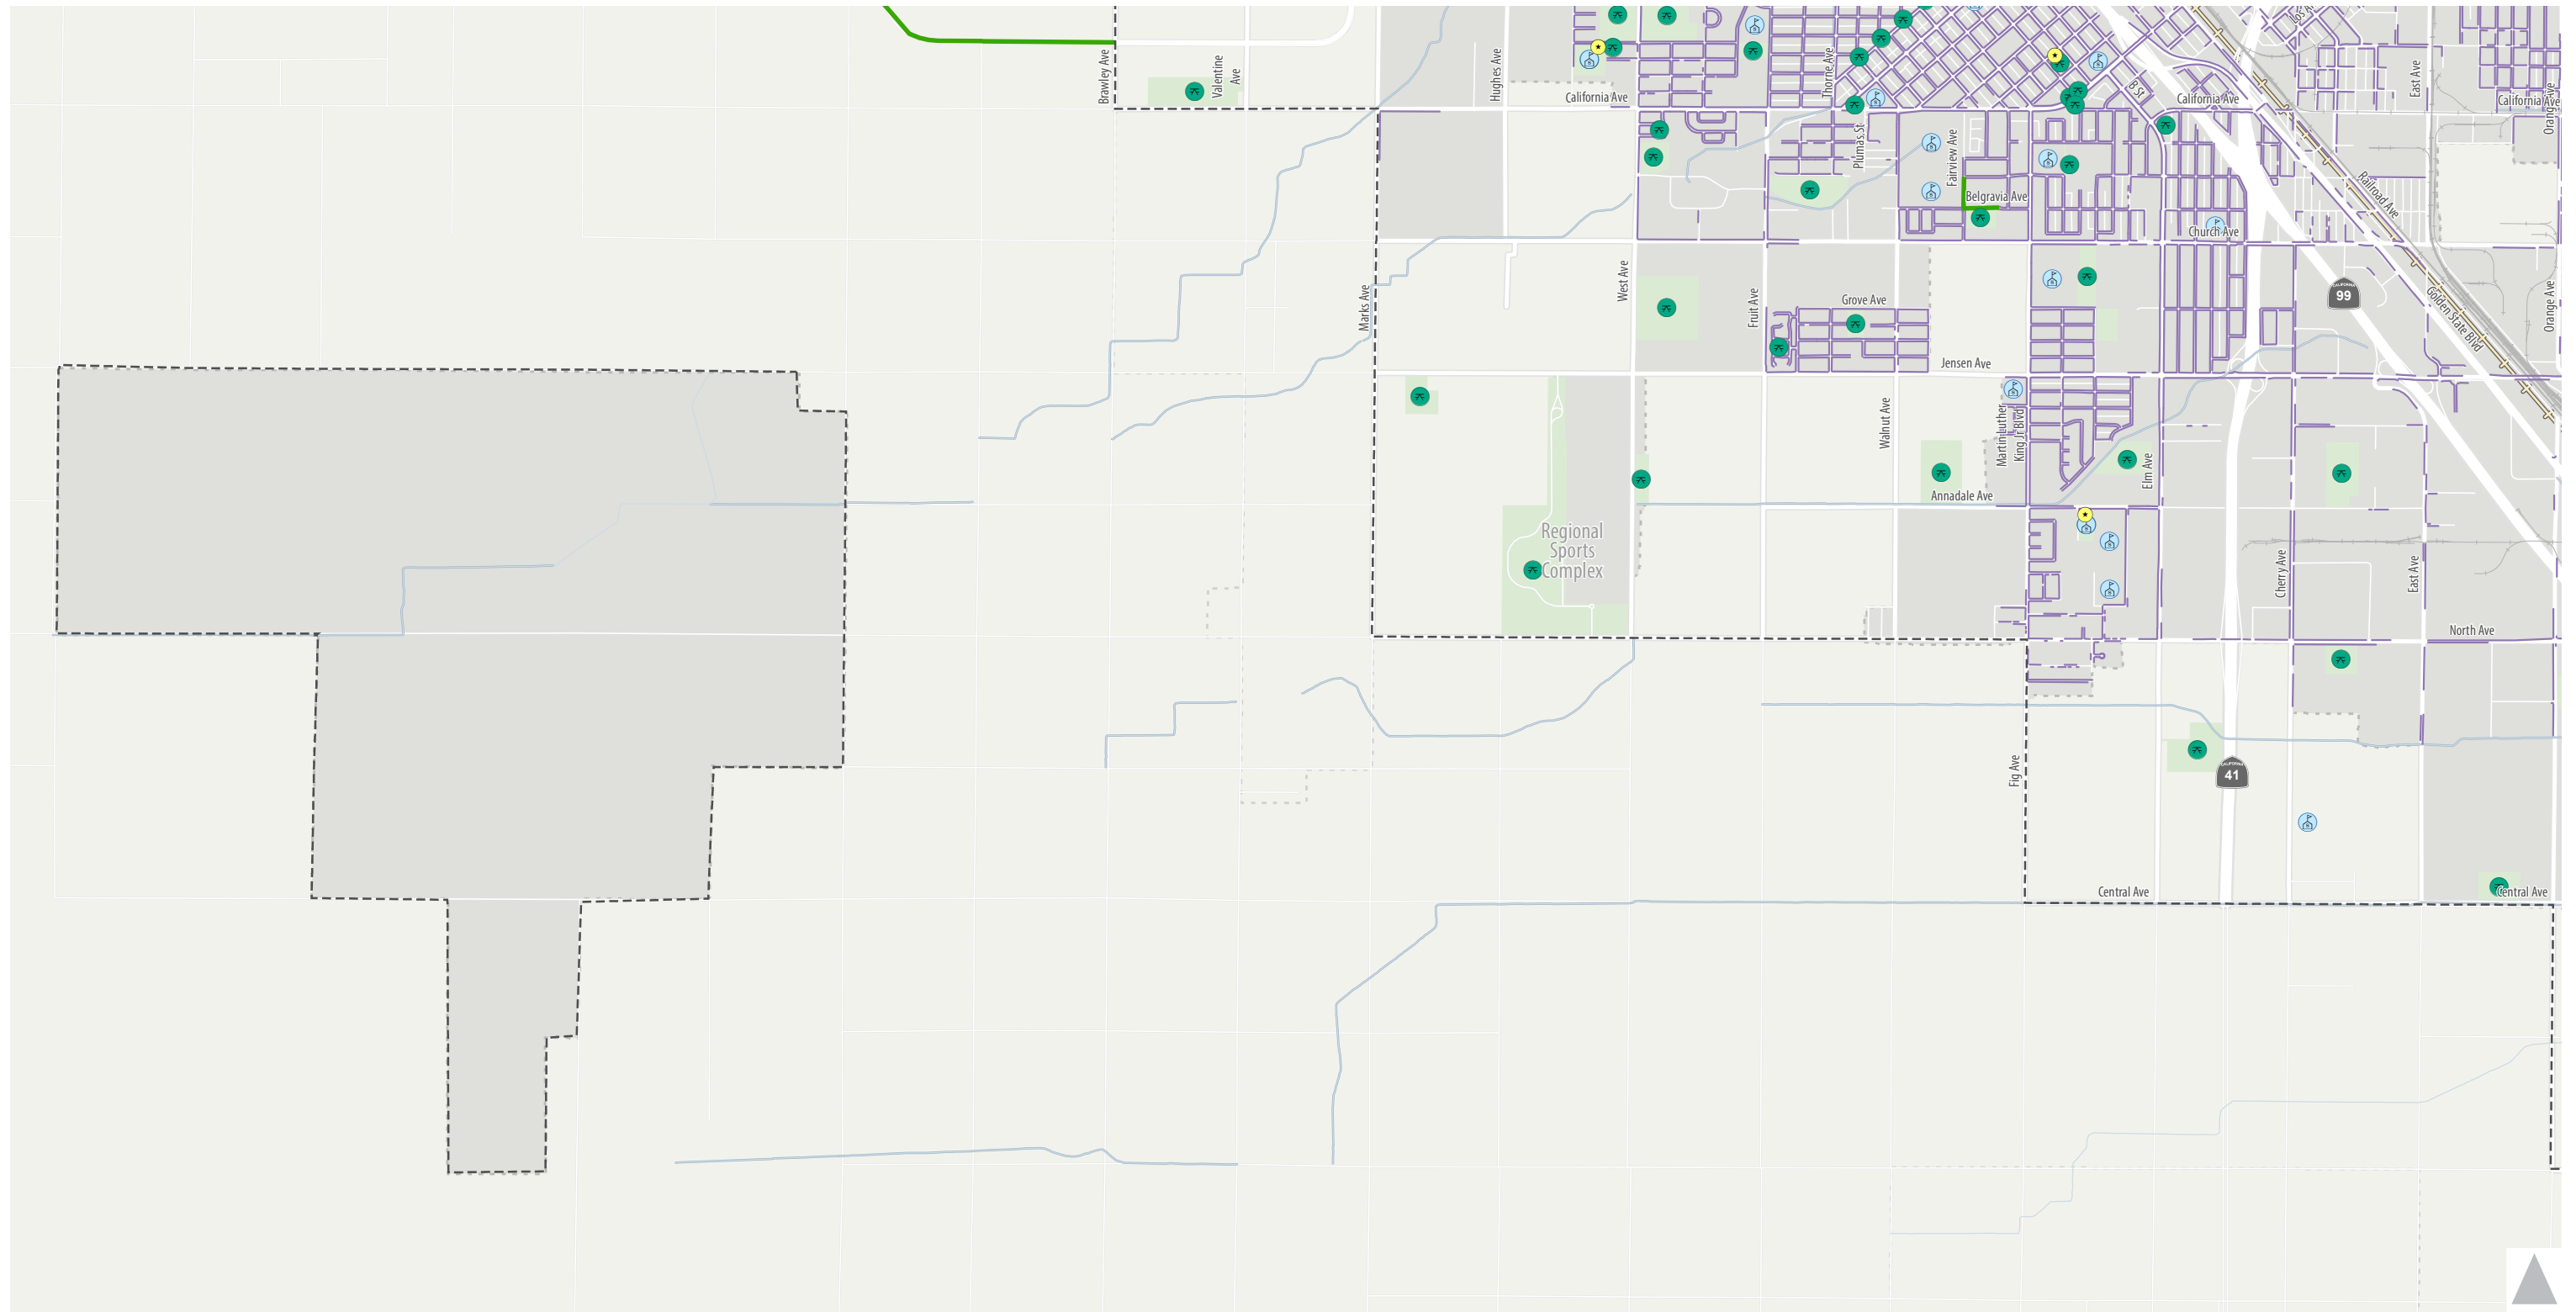 Los A
Brawley Ave
Valentine
Ave
Hughes Ave
California Ave
Thorne Ave
B St
California Ave
East Ave
California Ave
Orange Ave
Plumas St
Fairview Ave
Belgravia Ave
Railroad Ave
Church Ave
Marks Ave
West Ave
Fruit Ave
Grove Ave
CALIFORNIA
99
Golden State Blvd
Orange Ave
Jensen Ave
Walnut Ave
Martin Luther
King Jr Blvd
Elm Ave
Annadale Ave
Regional
Sports
Complex
Cherry Ave
East Ave
North Ave
Fig Ave
CALIFORNIA
41
Central Ave
Central Ave